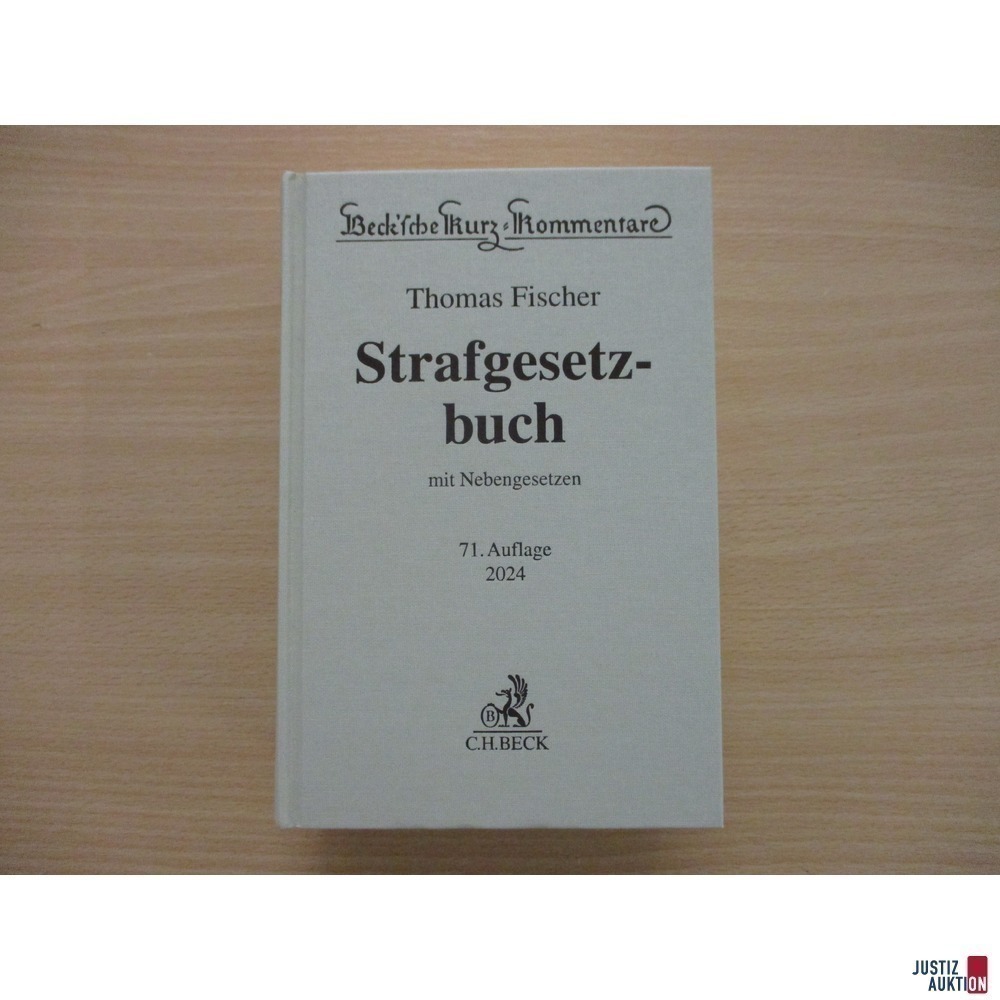 Beck'sche Kurz-Kommentare
Thomas Fischer
Strafgesetz-
buch
mit Nebengesetzen
71. Auflage
2024
B
C.H.BECK
JUSTIZ
AUKTION